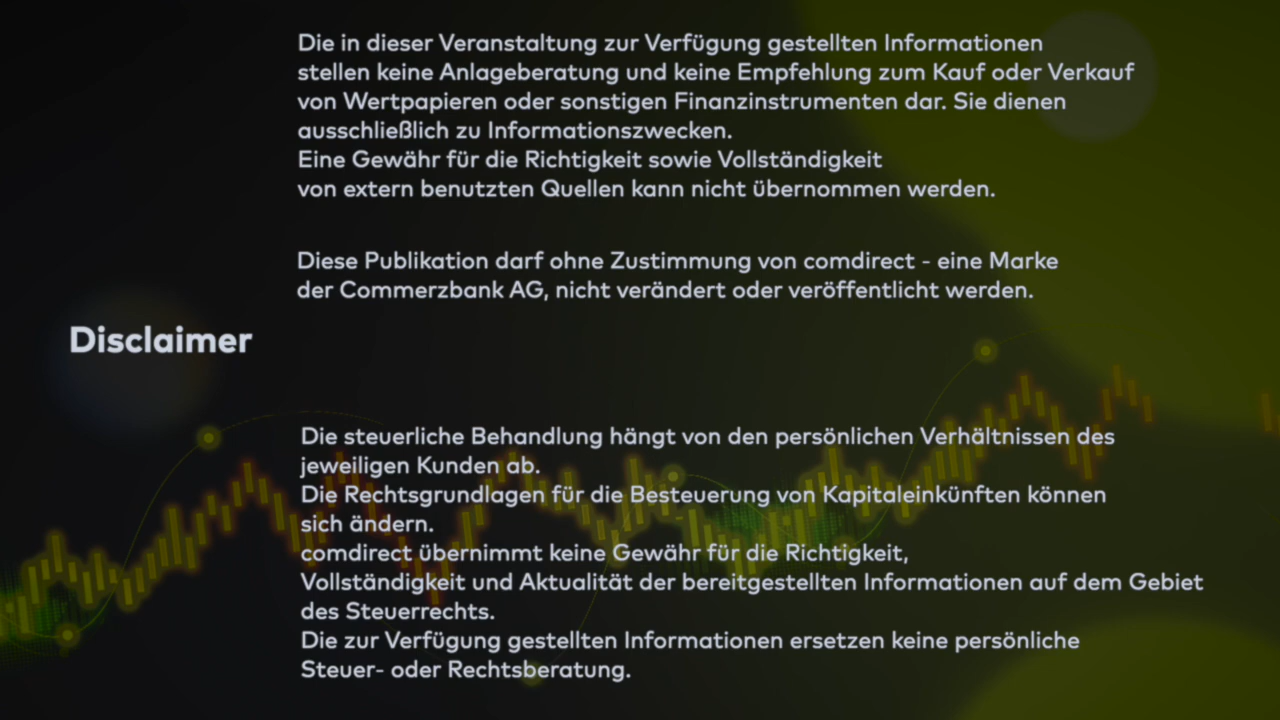 Die in dieser Veranstaltung zur Verfügung gestellten Informationen
stellen keine Anlageberatung und keine Empfehlung zum Kauf oder Verkauf
von Wertpapieren oder sonstigen Finanzinstrumenten dar. Sie dienen
ausschließlich zu Informationszwecken.
Eine Gewähr für die Richtigkeit sowie Vollständigkeit
von extern benutzten Quellen kann nicht übernommen werden.
Diese Publikation darf ohne Zustimmung von comdirect - eine Marke
der Commerzbank AG, nicht verändert oder veröffentlicht werden.
Disclaimer
Die steuerliche Behandlung hängt von den persönlichen Verhältnissen des
jeweiligen Kunden ab.
Die Rechtsgrundlagen für die Besteuerung von Kapitaleinkünften können
sich ändern.
comdirect übernimmt keine Gewähr für die Richtigkeit,
Vollständigkeit und Aktualität der bereitgestellten Informationen auf dem Gebiet
des Steuerrechts.
Die zur Verfügung gestellten Informationen ersetzen keine persönliche
Steuer- oder Rechtsberatung.